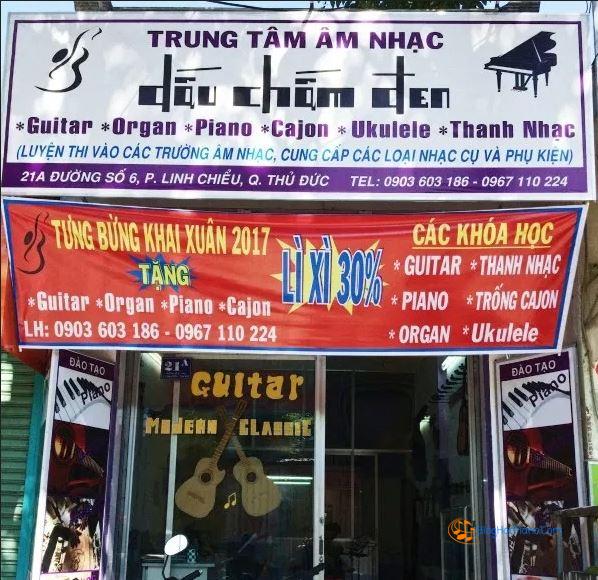 TRUNG TÂM ÂM NHẠC
dấu chấm đen
*Guitar *Organ *Piano *Cajon *Ukulele *Thanh Nhạc
(LUYỆN THI VÀO CÁC TRƯỜNG ÂM NHẠC, CUNG CẤP CÁC LOẠI NHẠC CỤ VÀ PHỤ KIỆN)
21A ĐƯỜNG SỐ 6, P. LINH CHIỂU, Q. THỦ ĐỨC TEL: 0903 603 186 - 0967 110 224
TƯNG BỪNG KHAI XUÂN 2017
TẶNG
*Guitar *Organ *Piano *Cajon
LH: 0903 603 186 - 0967 110 224
LÌ XÌ 30%
CÁC KHÓA HỌC
* GUITAR * THANH NHẠC
* PIANO * TRỐNG CAJON
* ORGAN * Ukulele
ĐÀO TẠO
Piano
21A
Guitar
MODERN CLASSIC
ĐÀO TẠO
Piano